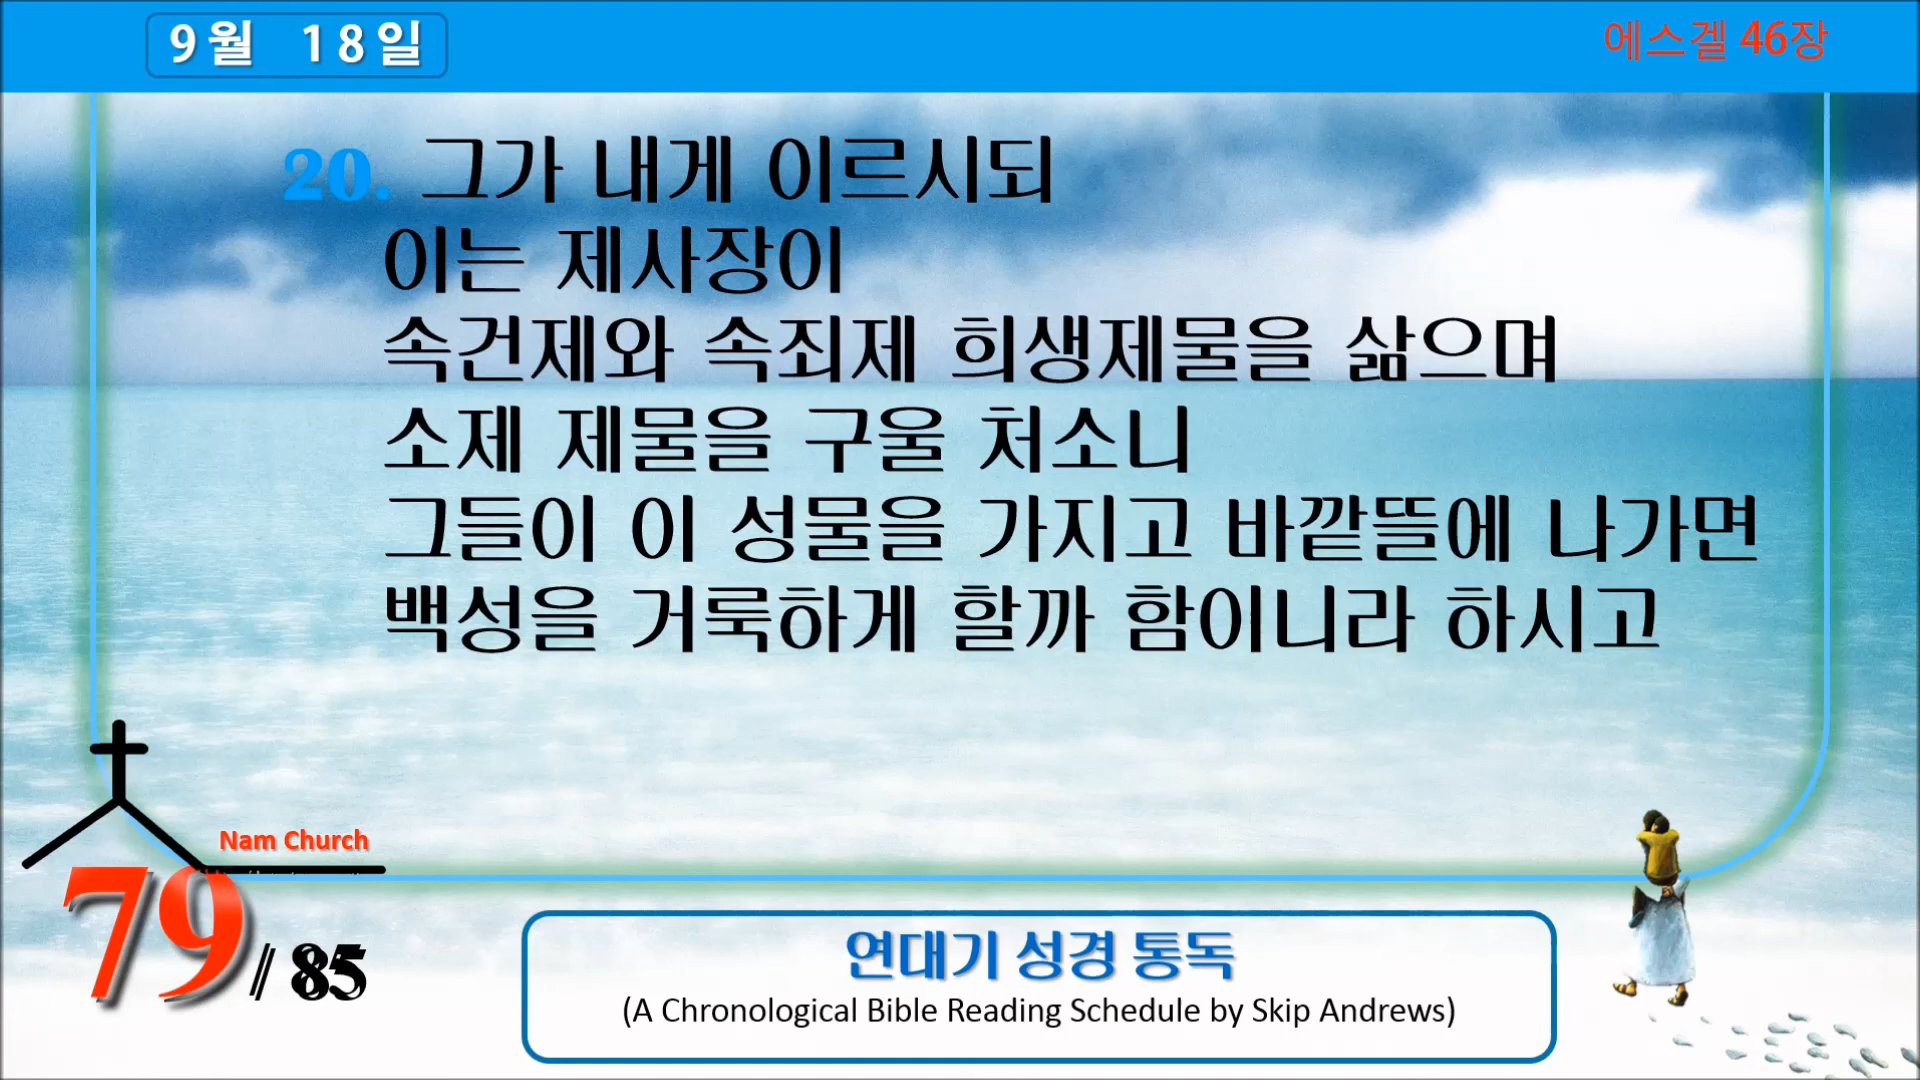 9월 18일
에스겔 46장
20. 그가 내게 이르시되
이는 제사장이
속건제와 속죄제 희생제물을 삶으며
소제 제물을 구울 처소니
그들이 이 성물을 가지고 바깥뜰에 나가면
백성을 거룩하게 할까 함이니라 하시고
Nam Church
79 / 85
연대기 성경 통독
(A Chronological Bible Reading Schedule by Skip Andrews)